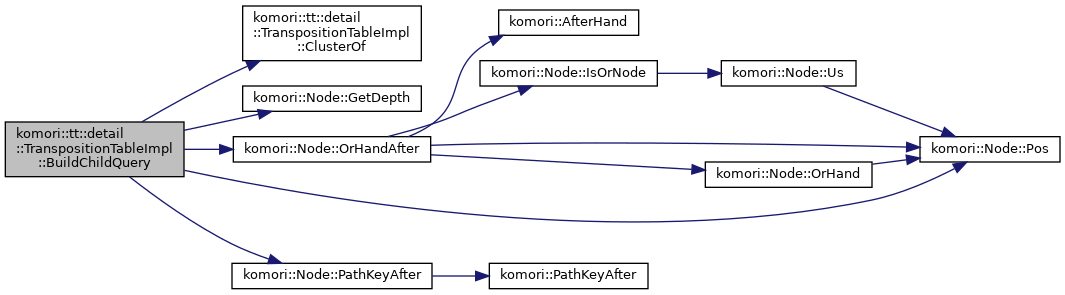 komori::tt::detail
::TranspositionTableImpl
::BuildChildQuery
komori::tt::detail
::TranspositionTableImpl
::ClusterOf
komori::Node::GetDepth
komori::Node::OrHandAfter
komori::AfterHand
komori::Node::IsOrNode
komori::Node::Us
komori::Node::Pos
komori::Node::OrHand
komori::Node::PathKeyAfter
komori::PathKeyAfter